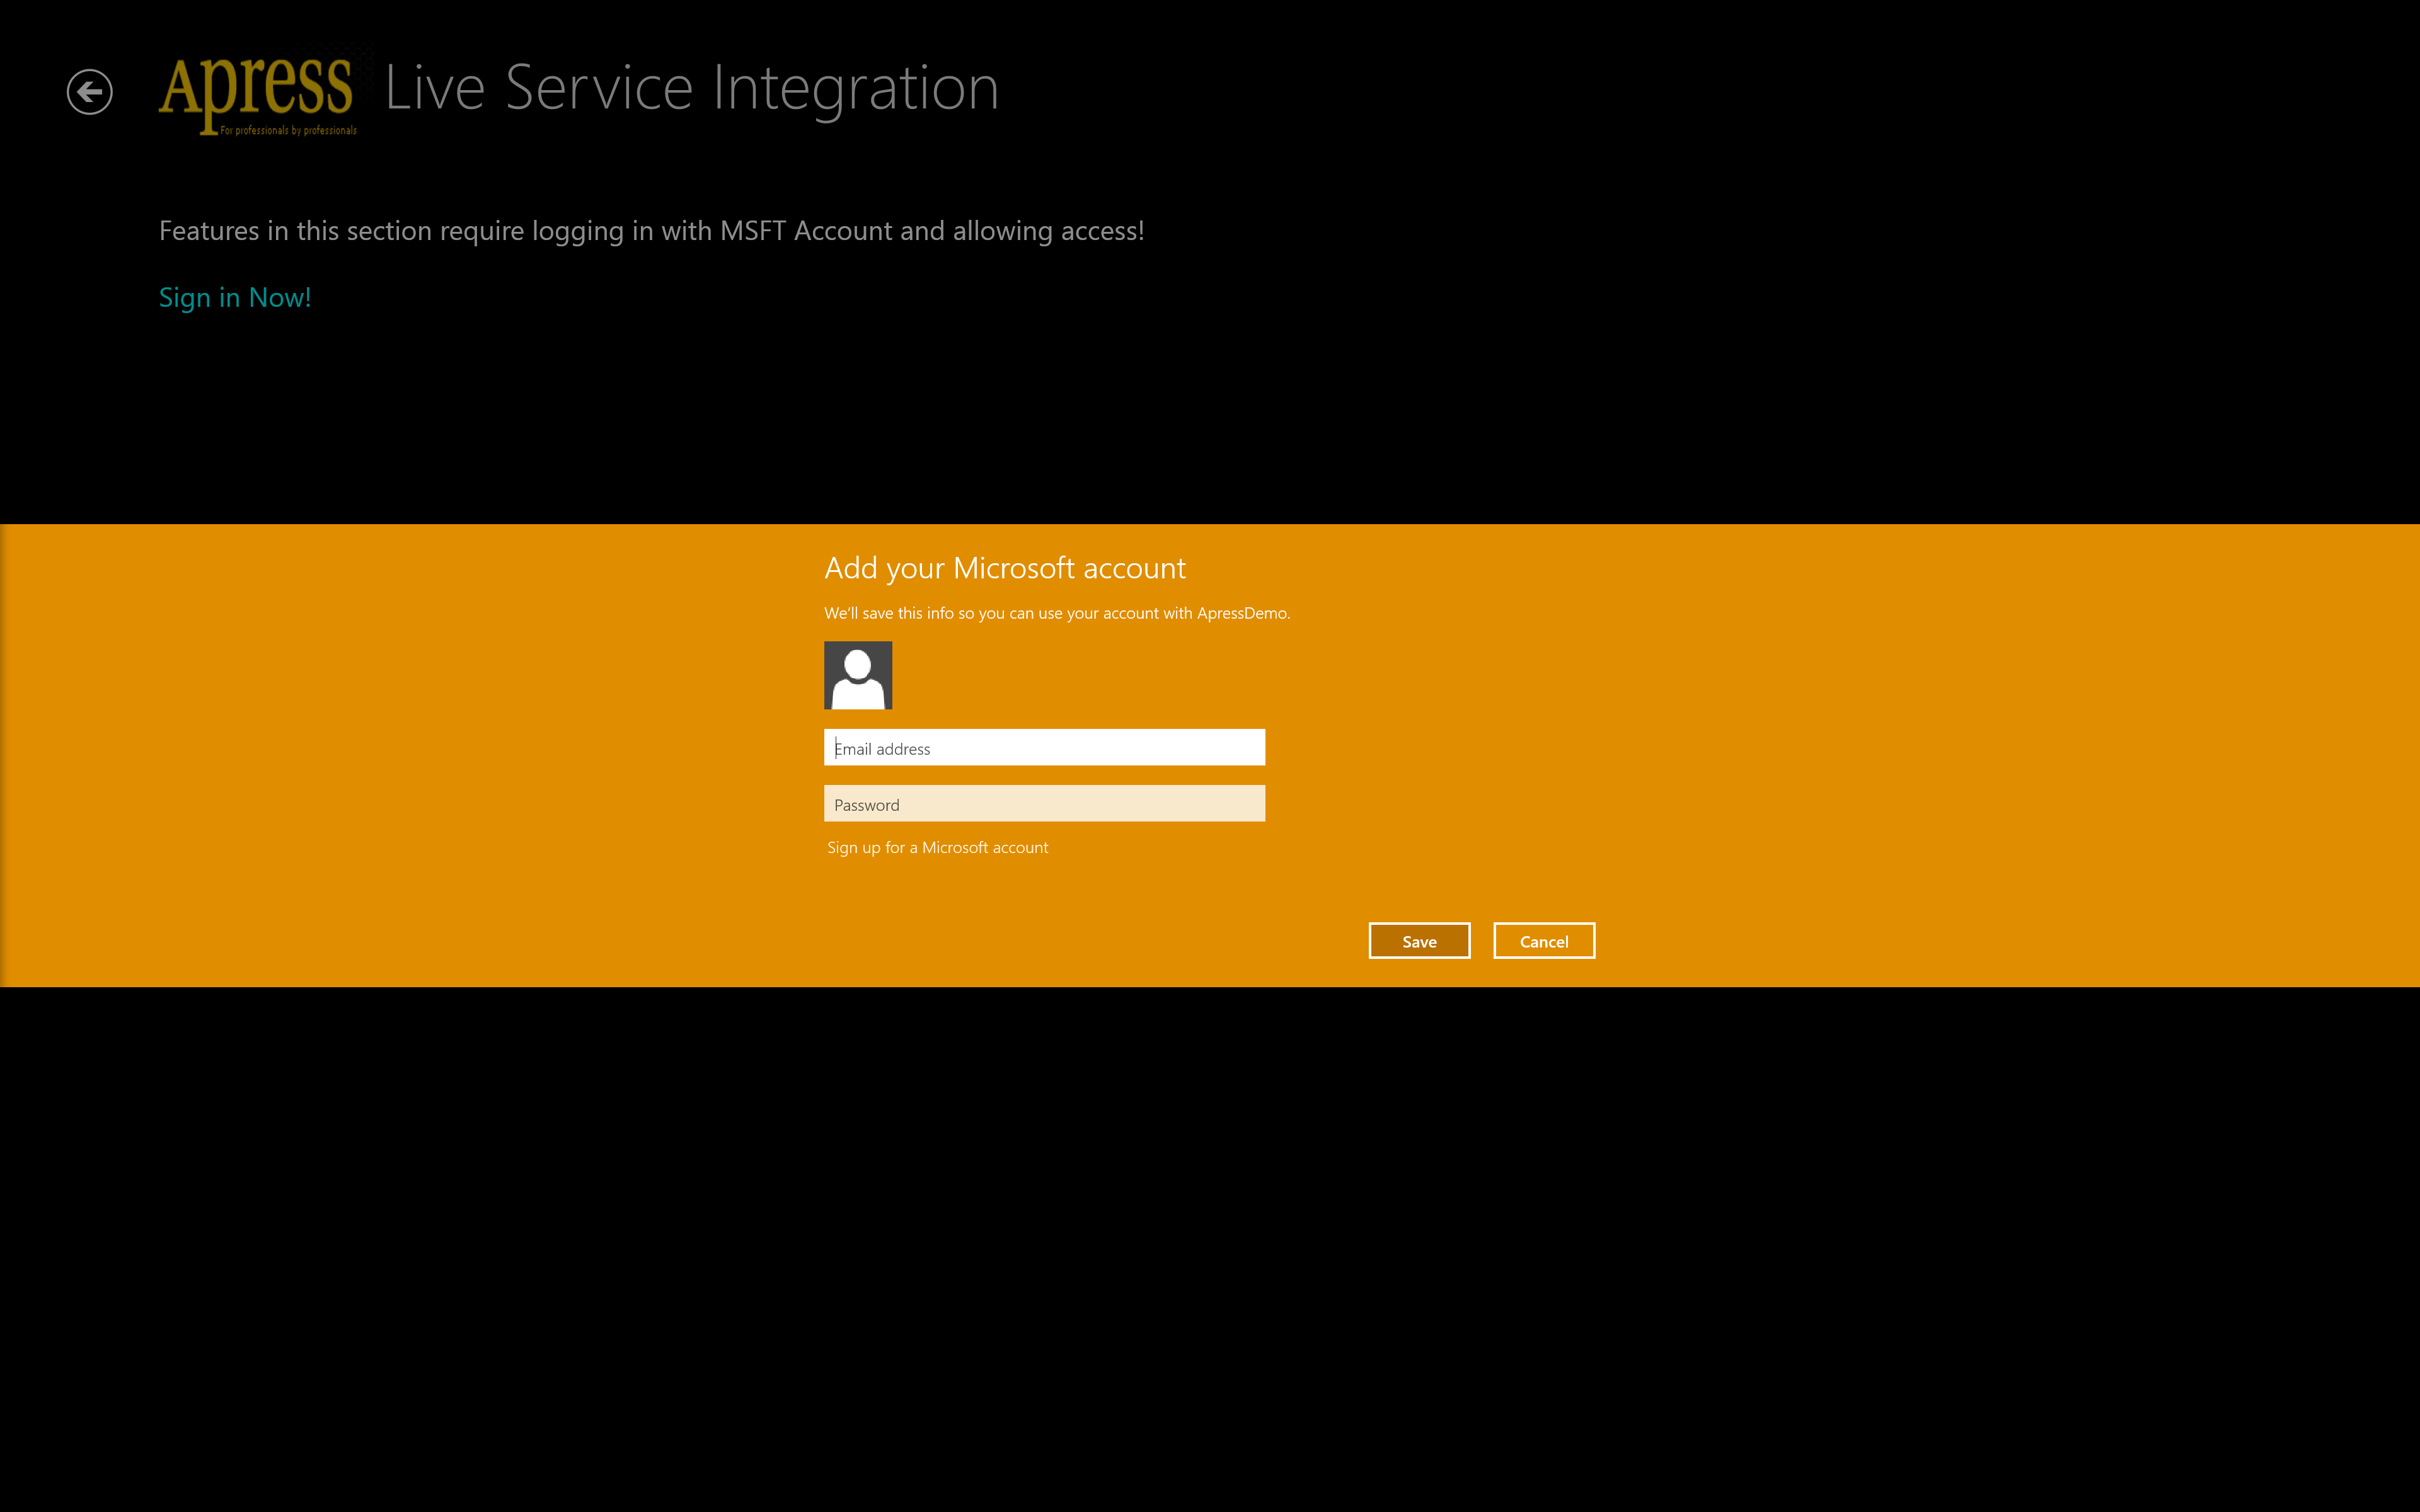 Apress Live Service Integration
For professionals by professionals
Features in this section require logging in with MSFT Account and allowing access!
Sign in Now!
Add your Microsoft account
We'll save this info so you can use your account with ApressDemo.
Email address
Password
Sign up for a Microsoft account
Save Cancel